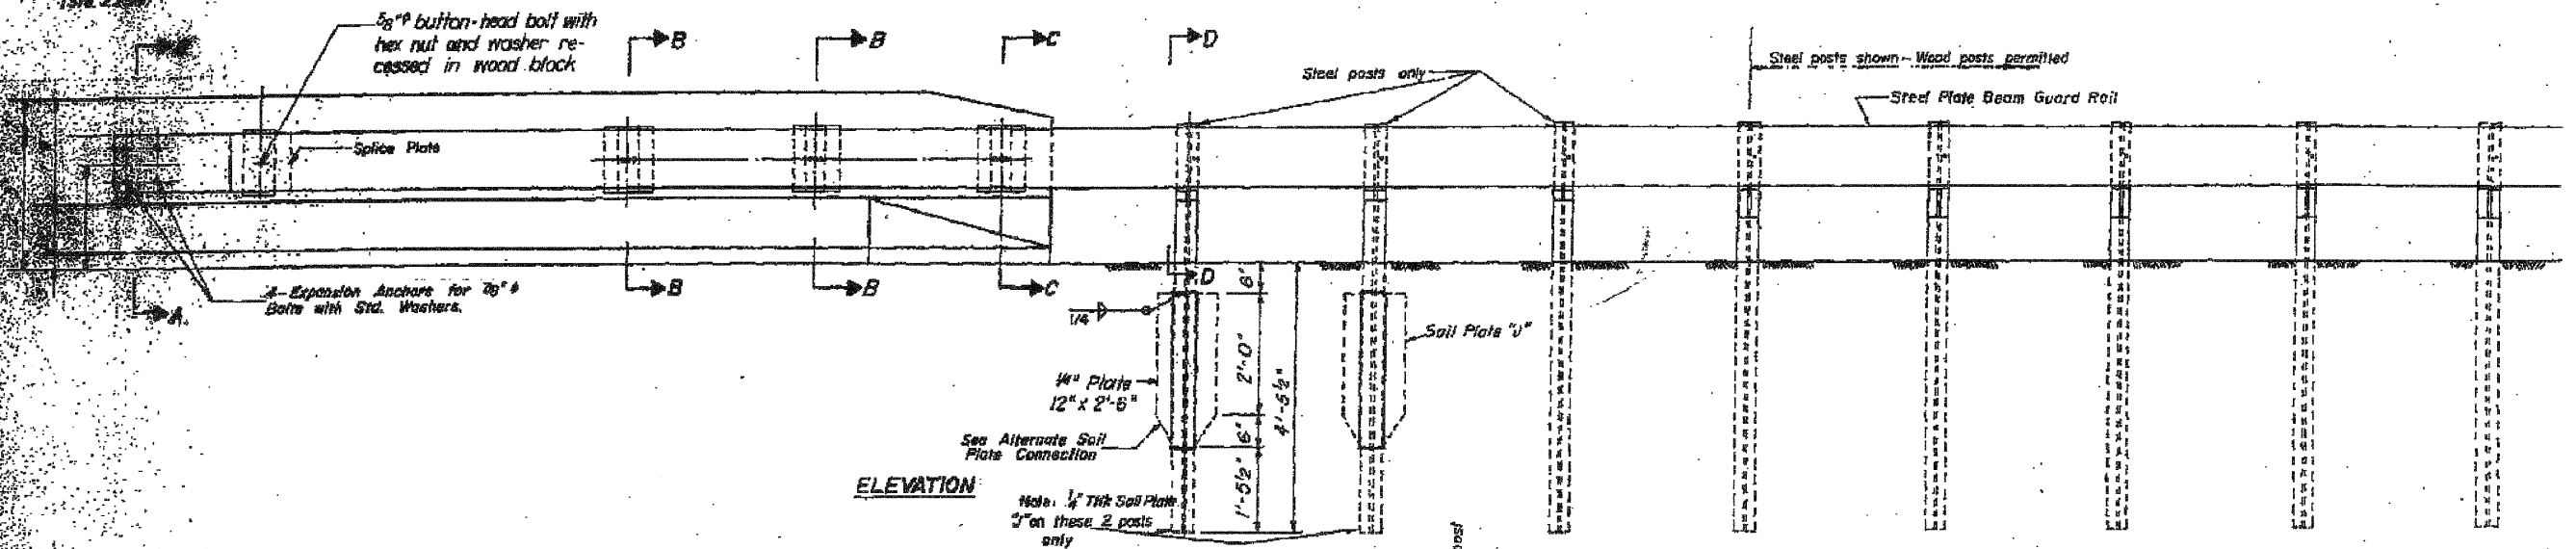 5/8"φ button-head bolt with
hex nut and washer re-
cessed in wood block
B
B
C
D
Steel posts only
Steel posts shown - Wood posts permitted
Steel Plate Beam Guard Rail
Splice Plate
4-Expansion Anchors for 7/8"φ
Bolts with Std. Washers.
A
B
B
C
D
1/4
6"
2'-0"
6"
1'-5½"
4'-5½"
Soil Plate "J"
¼" Plate
12" x 2'-6"
See Alternate Soil
Plate Connection
ELEVATION
Note: ¼" Thk Soil Plate
"J" on these 2 posts
only
post